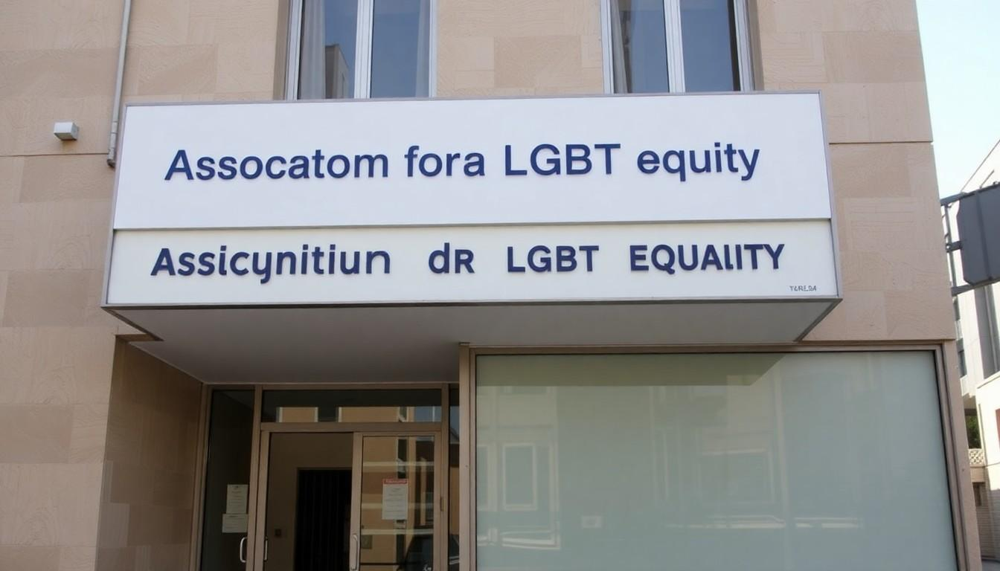 Assocatom fora LGBT equity
Assicynitiun dR LGBT EQUAlITY